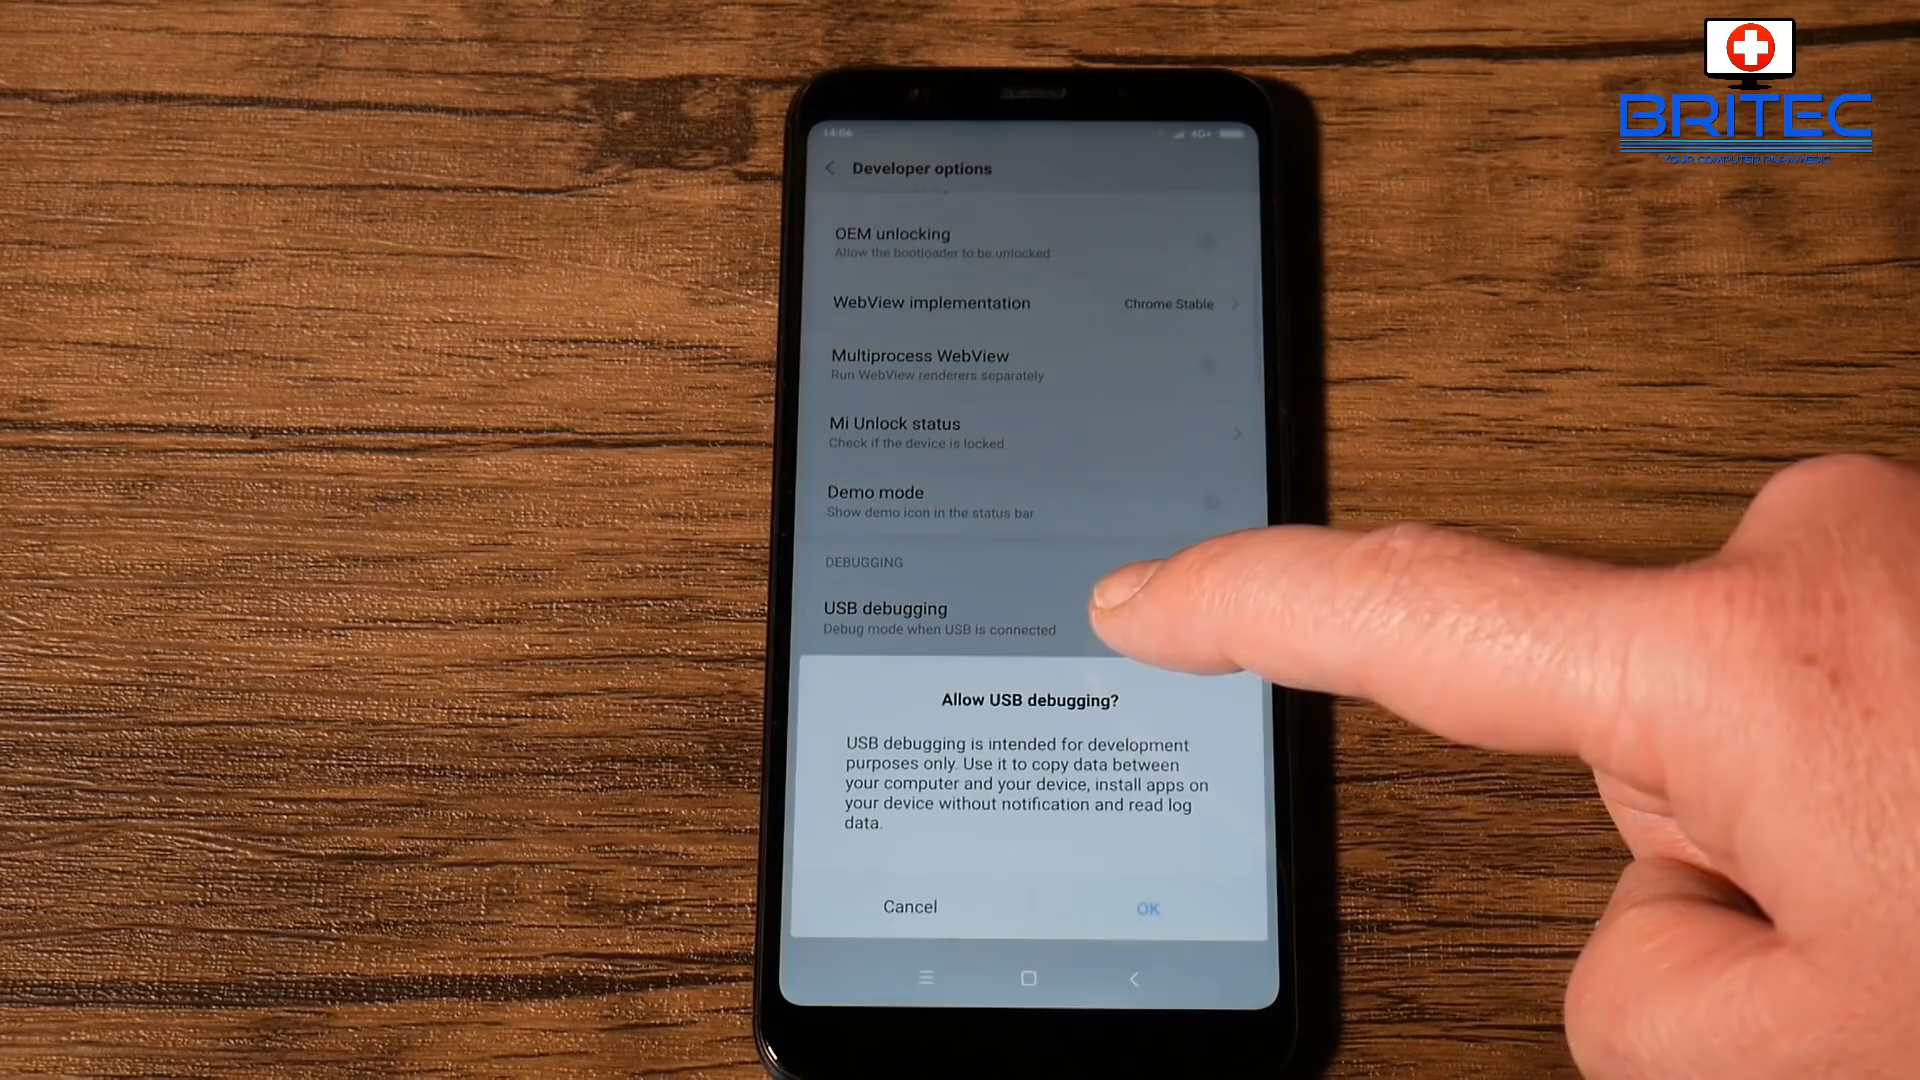 BRITEC
YOUR COMPUTER PARAMEDIC
14:06
4G+
Developer options
OEM unlocking
Allow the bootloader to be unlocked
WebView implementation
Chrome Stable
Multiprocess WebView
Run WebView renderers separately
Mi Unlock status
Check if the device is locked
Demo mode
Show demo icon in the status bar
DEBUGGING
USB debugging
Debug mode when USB is connected
Allow USB debugging?
USB debugging is intended for development
purposes only. Use it to copy data between
your computer and your device, install apps on
your device without notification and read log
data.
Cancel
OK